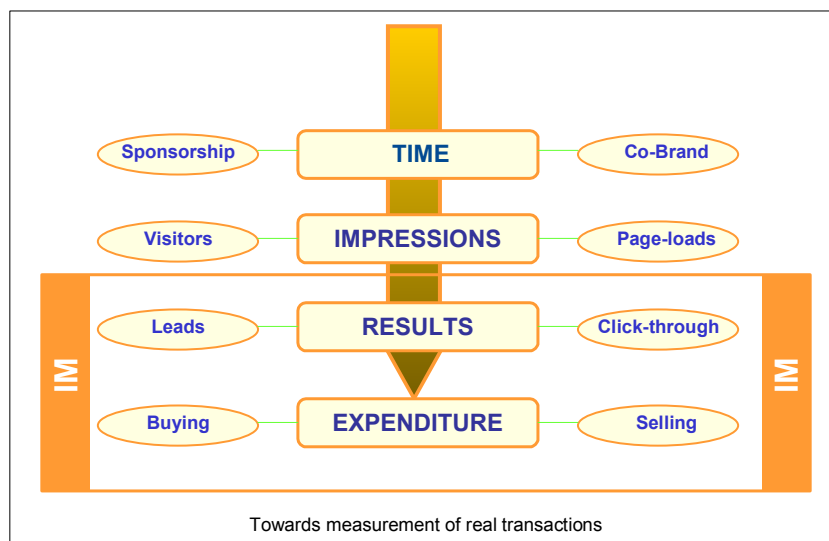 Sponsorship
TIME
Co-Brand
Visitors
IMPRESSIONS
Page-loads
Leads
RESULTS
Click-through
IM
IM
Buying
EXPENDITURE
Selling
Towards measurement of real transactions